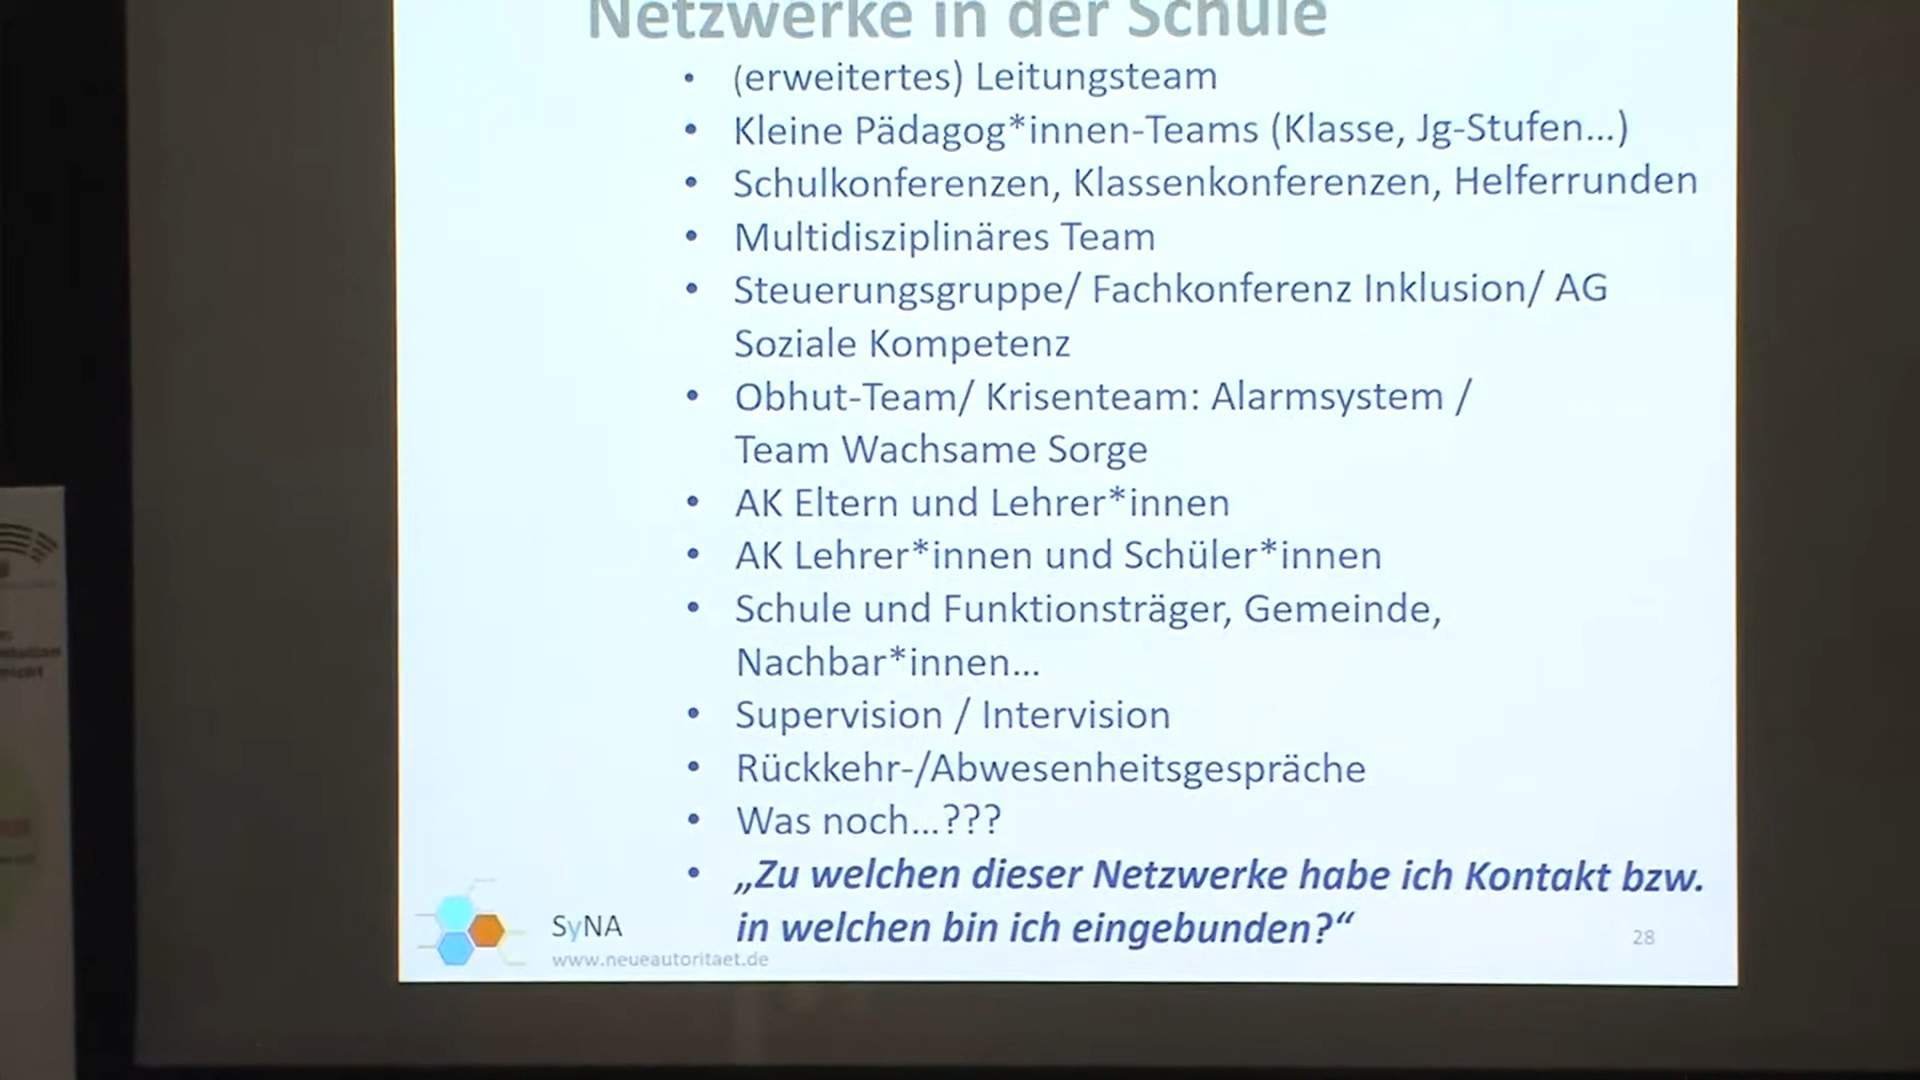 Netzwerke in der Schule
• (erweitertes) Leitungsteam
• Kleine Pädagog*innen-Teams (Klasse, Jg-Stufen...)
• Schulkonferenzen, Klassenkonferenzen, Helferrunden
• Multidisziplinäres Team
• Steuerungsgruppe/ Fachkonferenz Inklusion/ AG
Soziale Kompetenz
• Obhut-Team/ Krisenteam: Alarmsystem /
Team Wachsame Sorge
• AK Eltern und Lehrer*innen
• AK Lehrer*innen und Schüler*innen
• Schule und Funktionsträger, Gemeinde,
Nachbar*innen...
• Supervision / Intervision
• Rückkehr-/Abwesenheitsgespräche
• Was noch...???
• „Zu welchen dieser Netzwerke habe ich Kontakt bzw.
in welchen bin ich eingebunden?“
SyNA
www.neueautoritaet.de
28